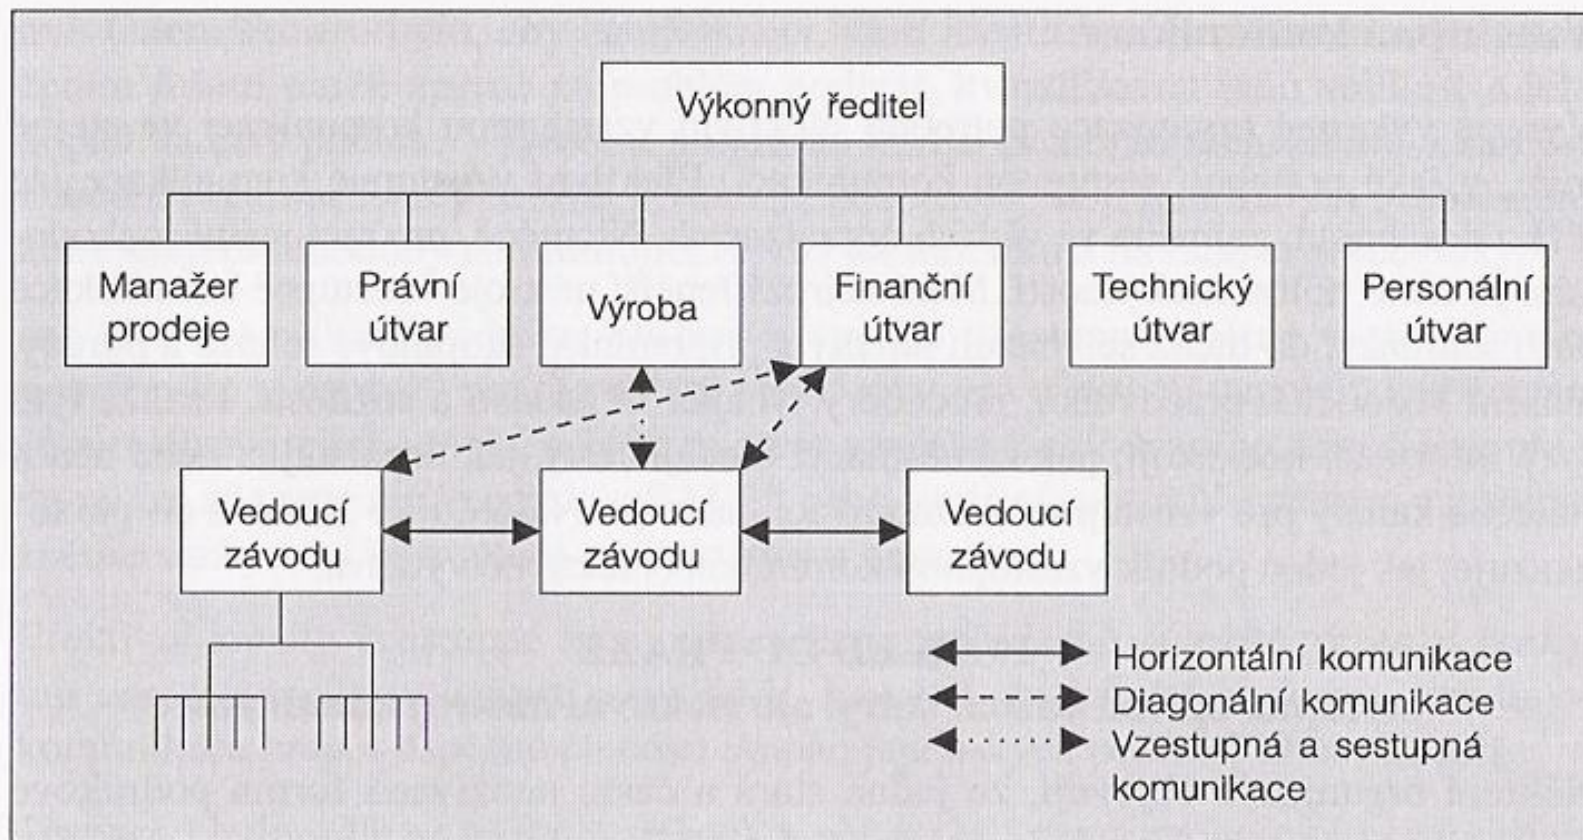 Výkonný ředitel
Manažer
prodeje
Právní
útvar
Výroba
Finanční
útvar
Technický
útvar
Personální
útvar
Vedoucí
závodu
Vedoucí
závodu
Vedoucí
závodu
Horizontální komunikace
Diagonální komunikace
Vzestupná a sestupná
komunikace